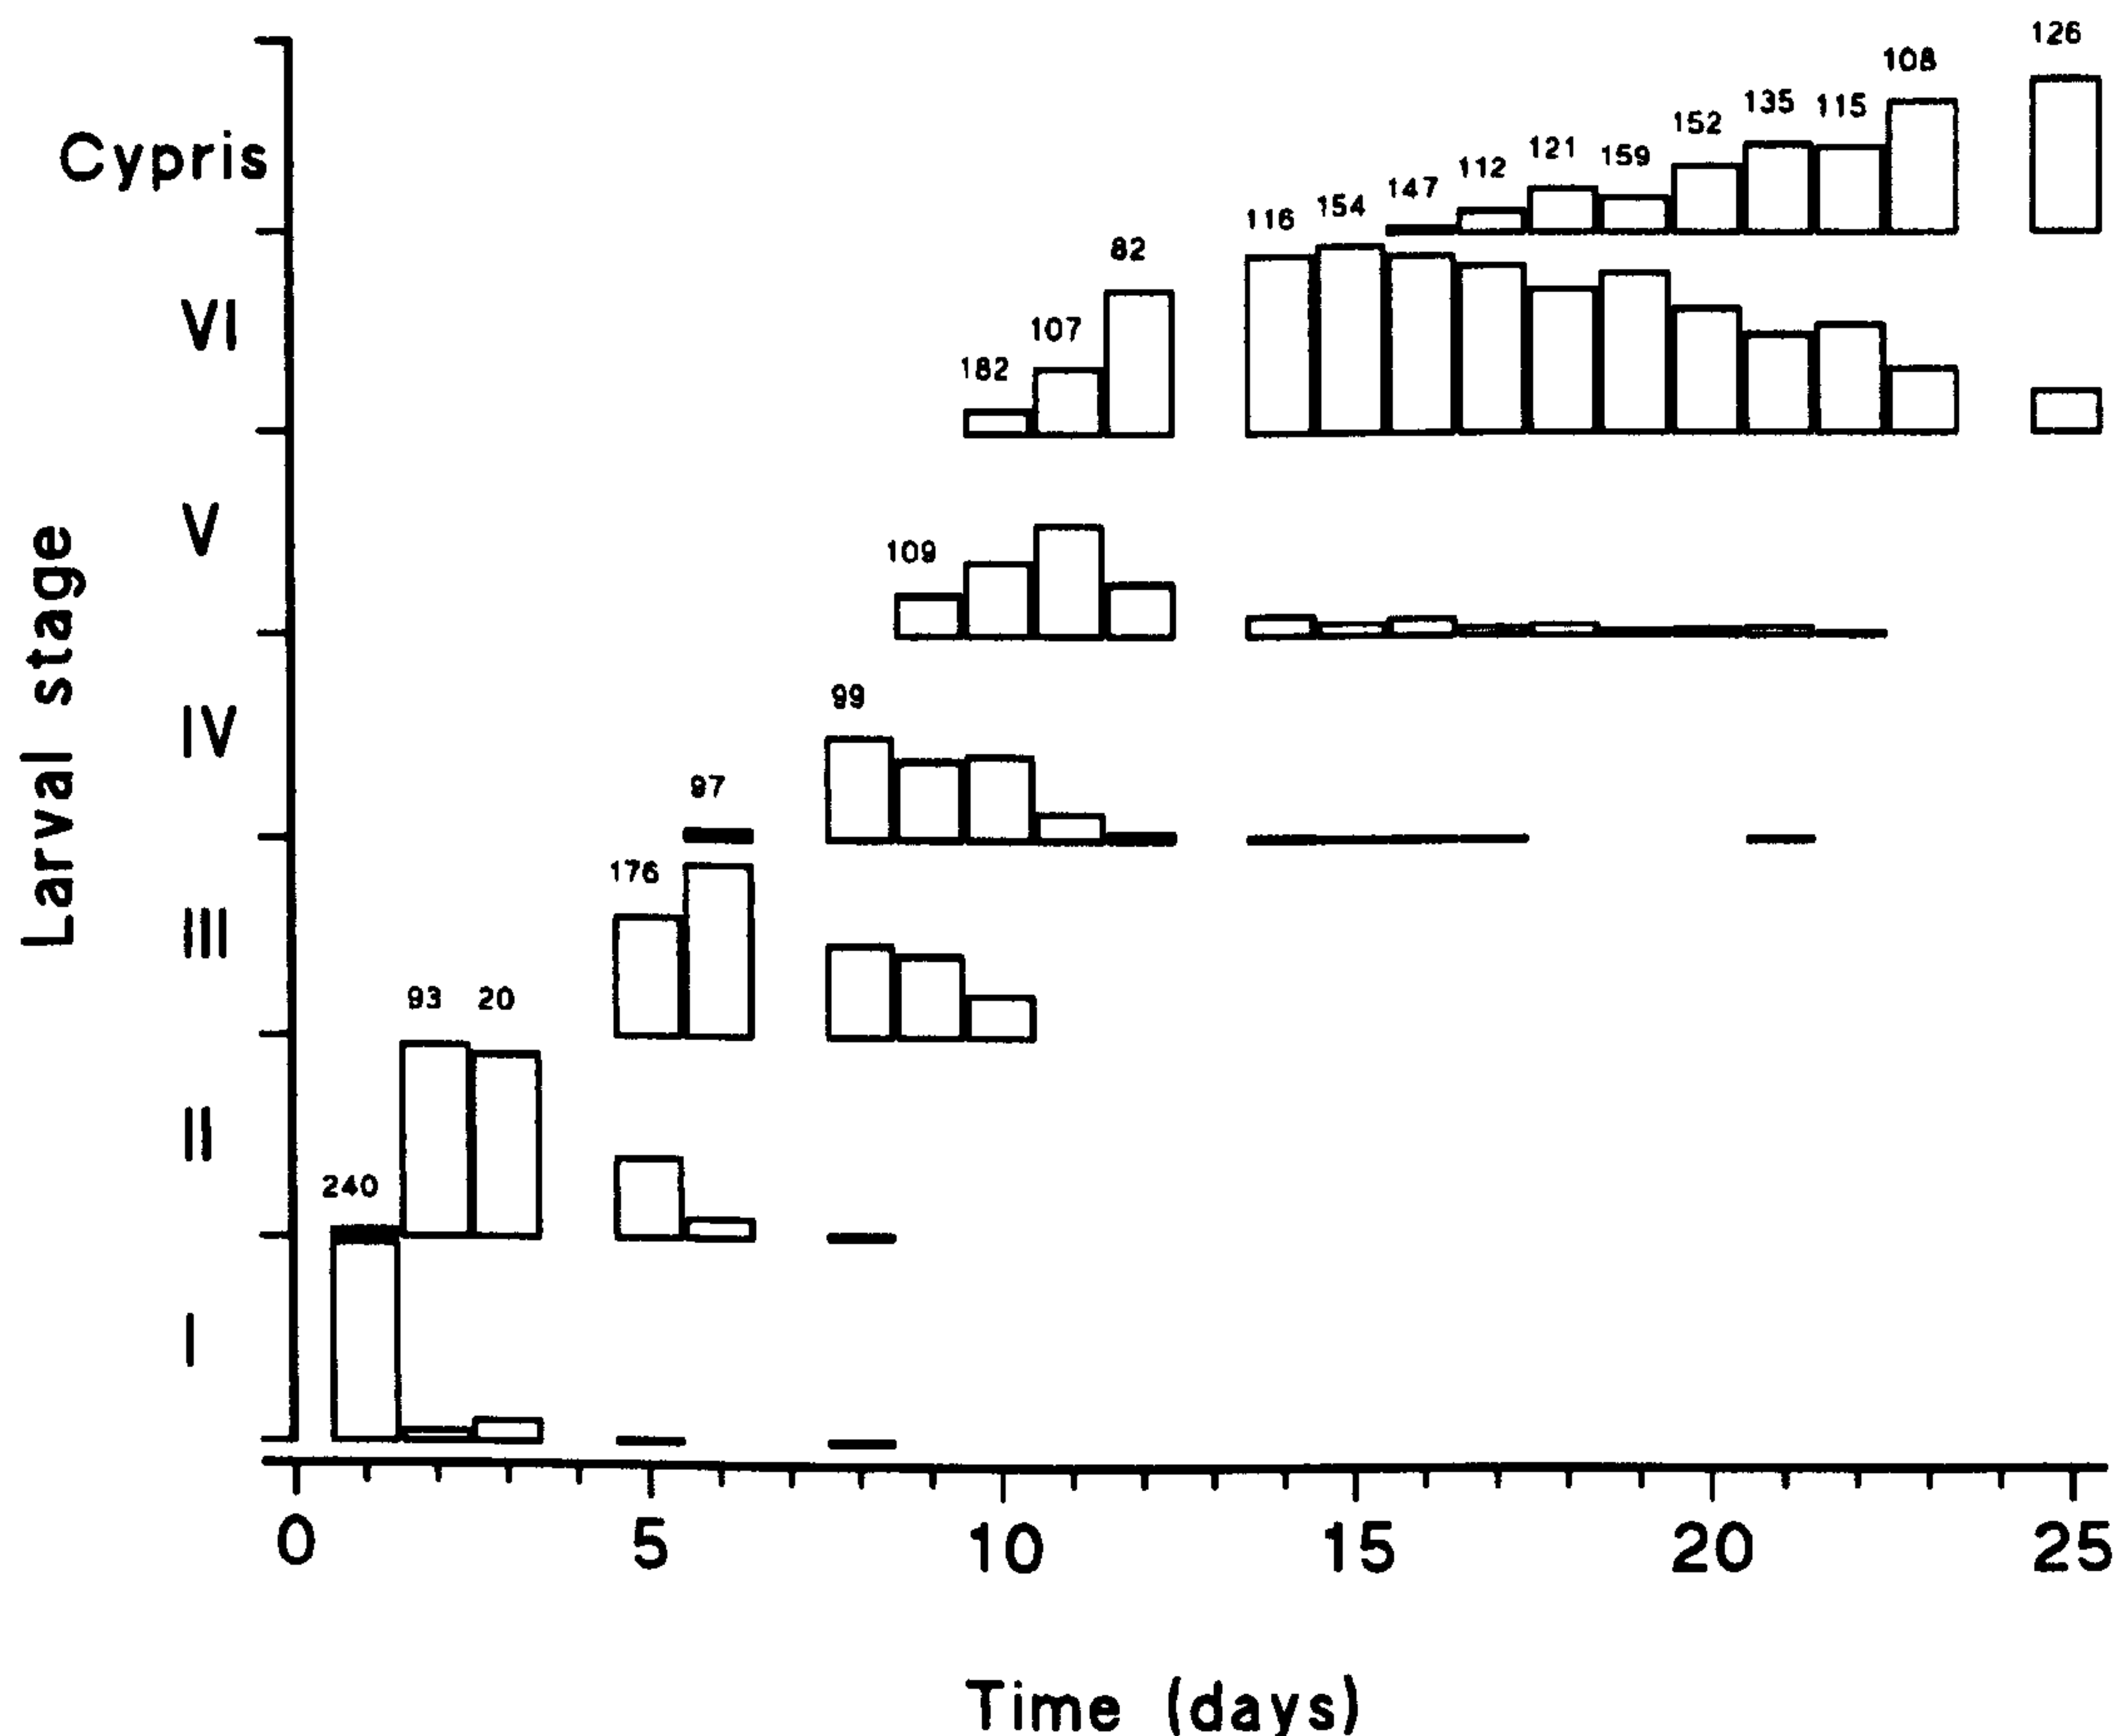 126
108
135 115
152
121 159
112
147
116 154
Cypris
82
VI
107
182
V
109
IV
99
97
176
III
93 20
II
240
I
Larval stage
0 5 10 15 20 25
Time (days)